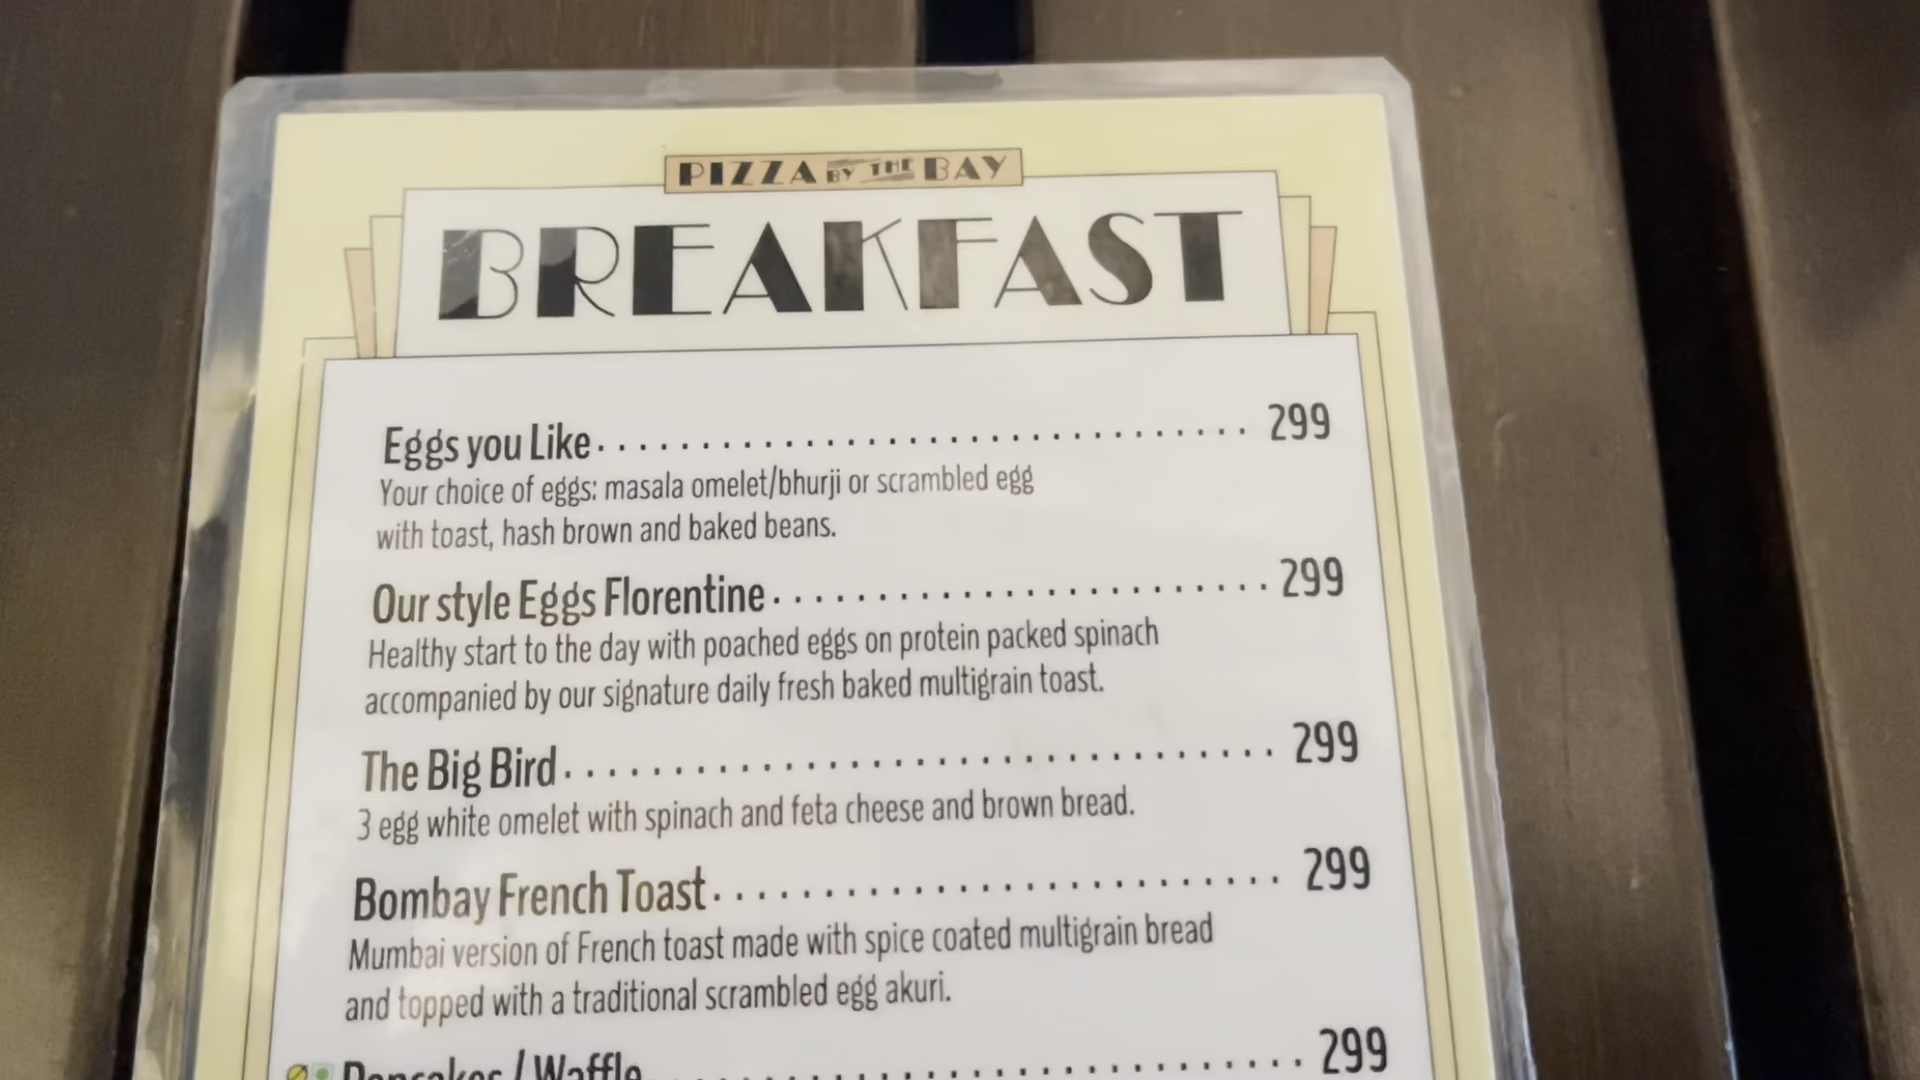 PIZZA BY THE BAY
BREAKFAST
Eggs you Like 299
Your choice of eggs: masala omelet/bhurji or scrambled egg
with toast, hash brown and baked beans.
Our style Eggs Florentine 299
Healthy start to the day with poached eggs on protein packed spinach
accompanied by our signature daily fresh baked multigrain toast.
The Big Bird 299
3 egg white omelet with spinach and feta cheese and brown bread.
Bombay French Toast 299
Mumbai version of French toast made with spice coated multigrain bread
and topped with a traditional scrambled egg akuri.
Pancakes / Waffle 299